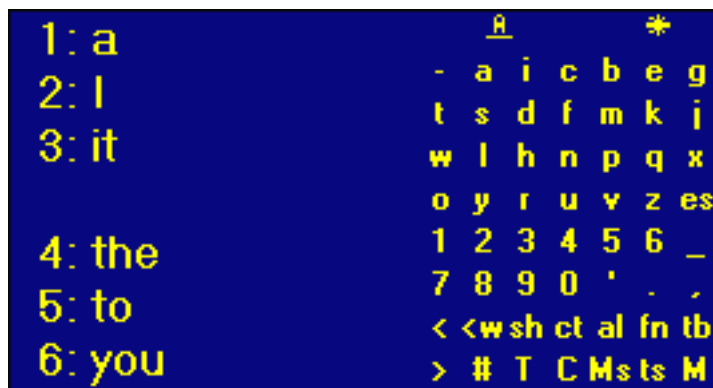 1: a
2: I
3: it
4: the
5: to
6: you
A *
- a i c b e g
t s d f m k j
w l h n p q x
o y r u v z es
1 2 3 4 5 6 _
7 8 9 0 ' . ,
< <w sh ct al fn tb
> # T C Ms ts M